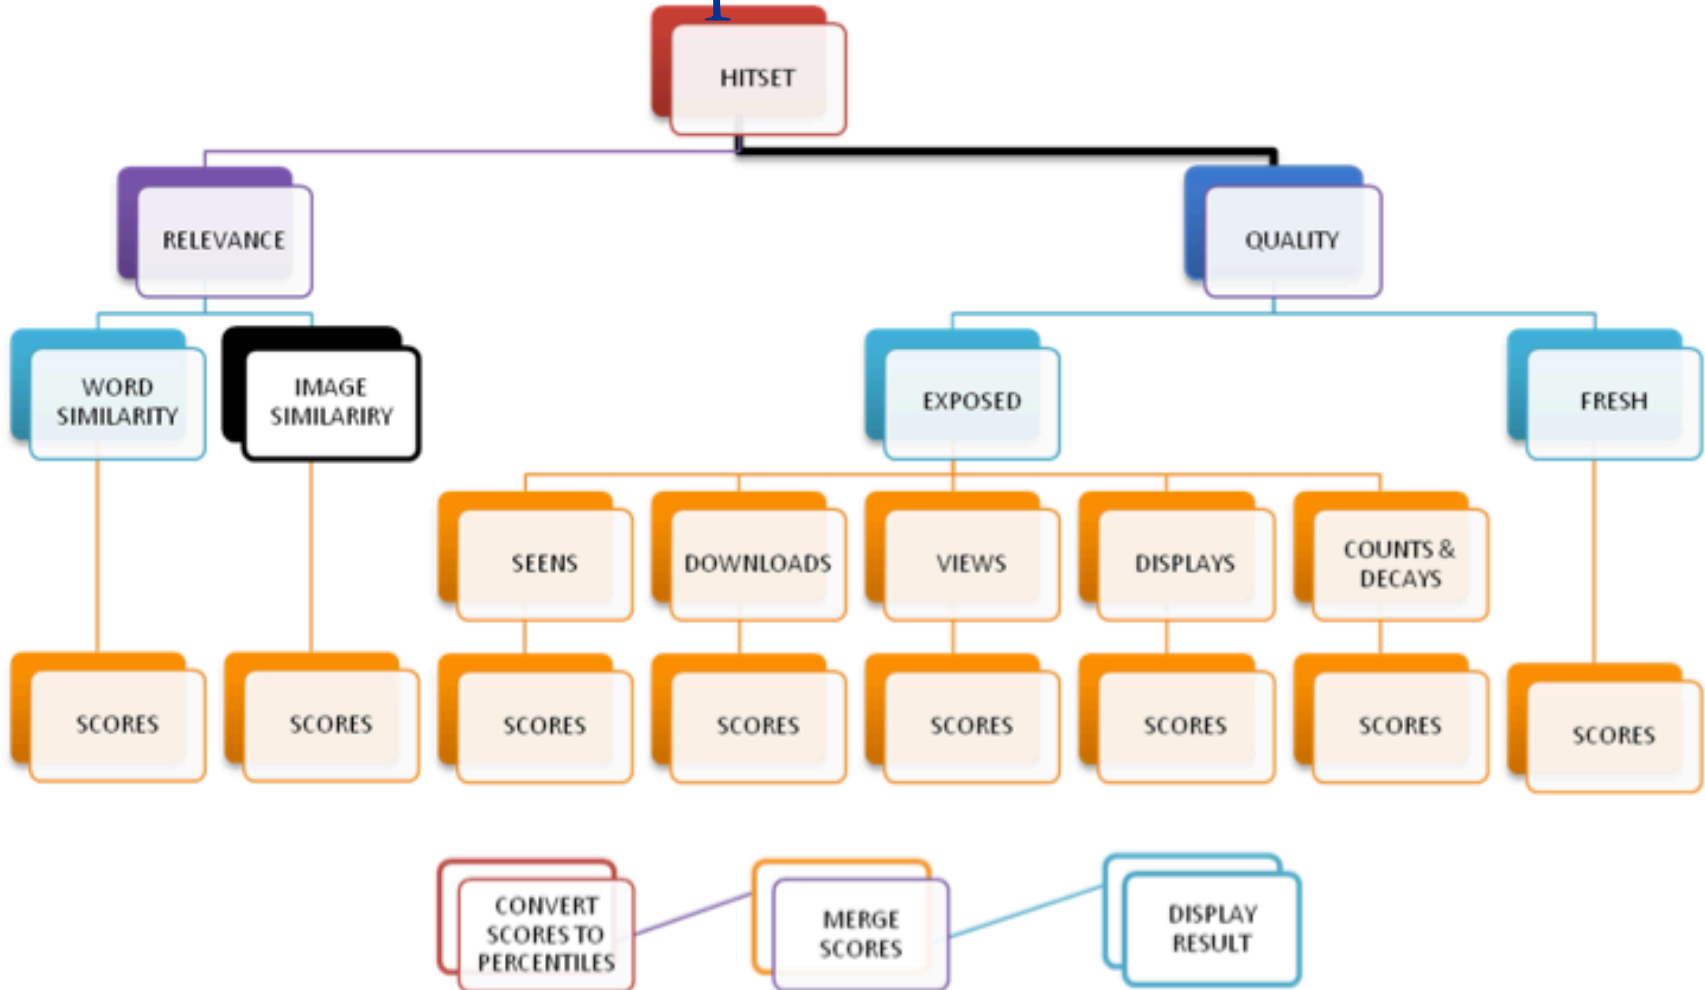 HITSET
RELEVANCE
QUALITY
WORD
SIMILARITY
IMAGE
SIMILARIRY
EXPOSED
FRESH
SEENS
DOWNLOADS
VIEWS
DISPLAYS
COUNTS &
DECAYS
SCORES
SCORES
SCORES
SCORES
SCORES
SCORES
SCORES
SCORES
CONVERT
SCORES TO
PERCENTILES
MERGE
SCORES
DISPLAY
RESULT